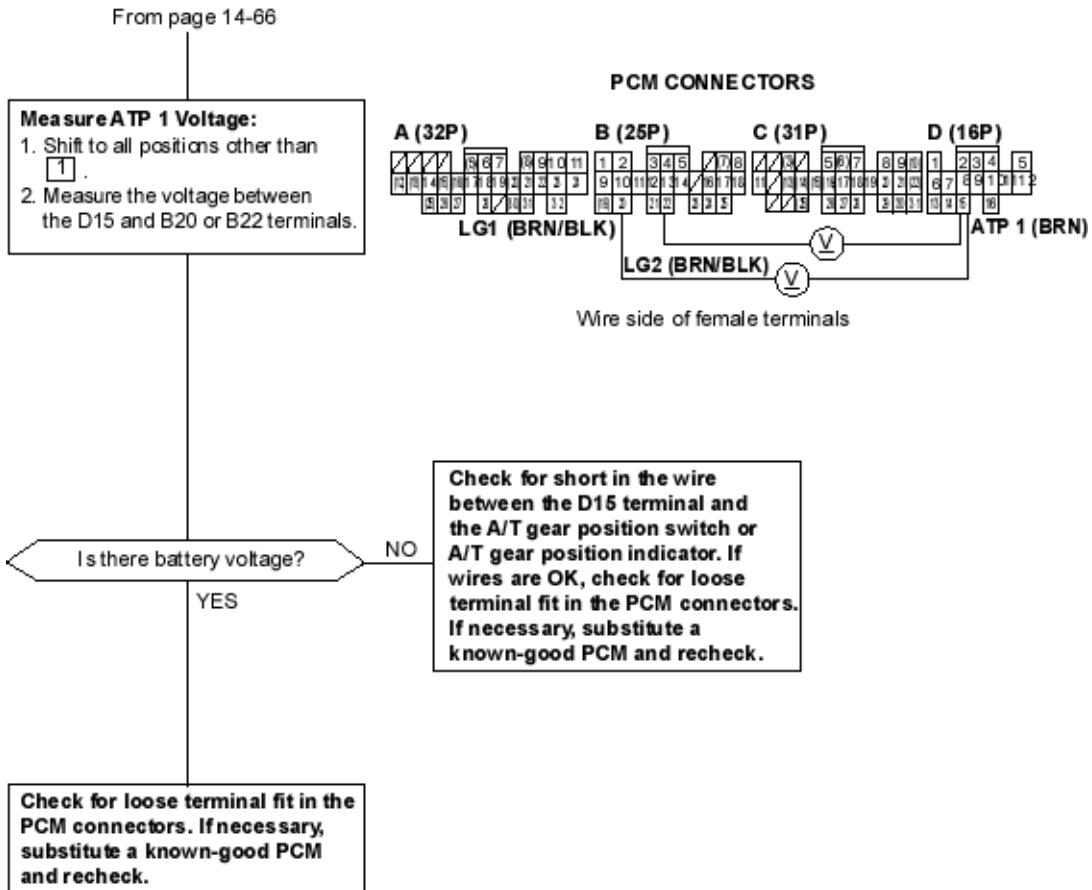 From page 14-66
Measure ATP 1 Voltage:
1. Shift to all positions other than
1 .
2. Measure the voltage between
the D15 and B20 or B22 terminals.
PCM CONNECTORS
A (32P) B (25P) C (31P) D (16P)
LG1 (BRN/BLK)
ATP 1 (BRN)
V
LG2 (BRN/BLK)
V
Wire side of female terminals
Is there battery voltage?
NO
YES
Check for short in the wire
between the D15 terminal and
the A/T gear position switch or
A/T gear position indicator. If
wires are OK, check for loose
terminal fit in the PCM connectors.
If necessary, substitute a
known-good PCM and recheck.
Check for loose terminal fit in the
PCM connectors. If necessary,
substitute a known-good PCM
and recheck.